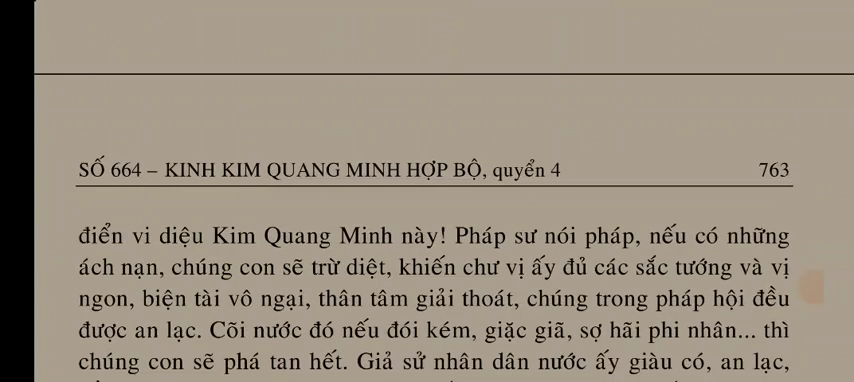 SỐ 664 – KINH KIM QUANG MINH HỢP BỘ, quyển 4 763
điển vi diệu Kim Quang Minh này! Pháp sư nói pháp, nếu có những
ách nạn, chúng con sẽ trừ diệt, khiến chư vị ấy đủ các sắc tướng và vị
ngon, biện tài vô ngại, thân tâm giải thoát, chúng trong pháp hội đều
được an lạc. Cõi nước đó nếu đói kém, giặc giã, sợ hãi phi nhân... thì
chúng con sẽ phá tan hết. Giả sử nhân dân nước ấy giàu có, an lạc,